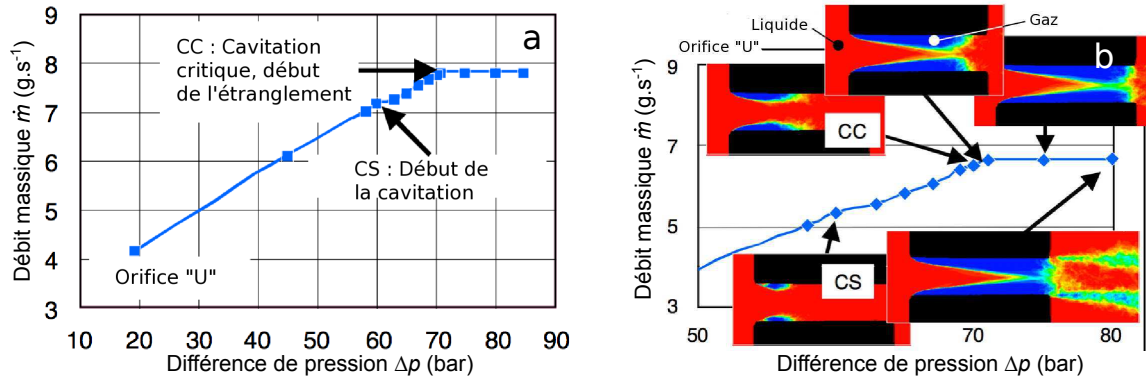 a
CC : Cavitation
critique, début
de l'étranglement
CS : Début de
la cavitation
Orifice "U"
Débit massique ṁ (g.s-1)
9
8
7
6
5
4
3
10 20 30 40 50 60 70 80 90
Différence de pression Δp (bar)
b
Liquide
Gaz
Orifice "U"
CC
CS
Débit massique ṁ (g.s-1)
9
7
5
3
50 70 80
Différence de pression Δp (bar)